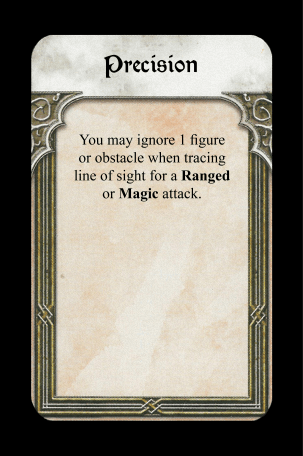 Precision
You may ignore 1 figure
or obstacle when tracing
line of sight for a Ranged
or Magic attack.